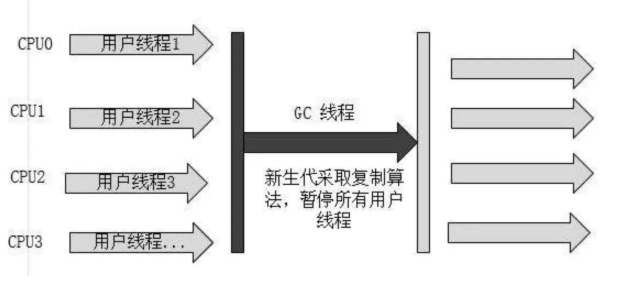 CPU0 用户线程1
CPU1 用户线程2
CPU2 用户线程3
CPU3 用户线程...
GC 线程
新生代采取复制算
法，暂停所有用户
线程